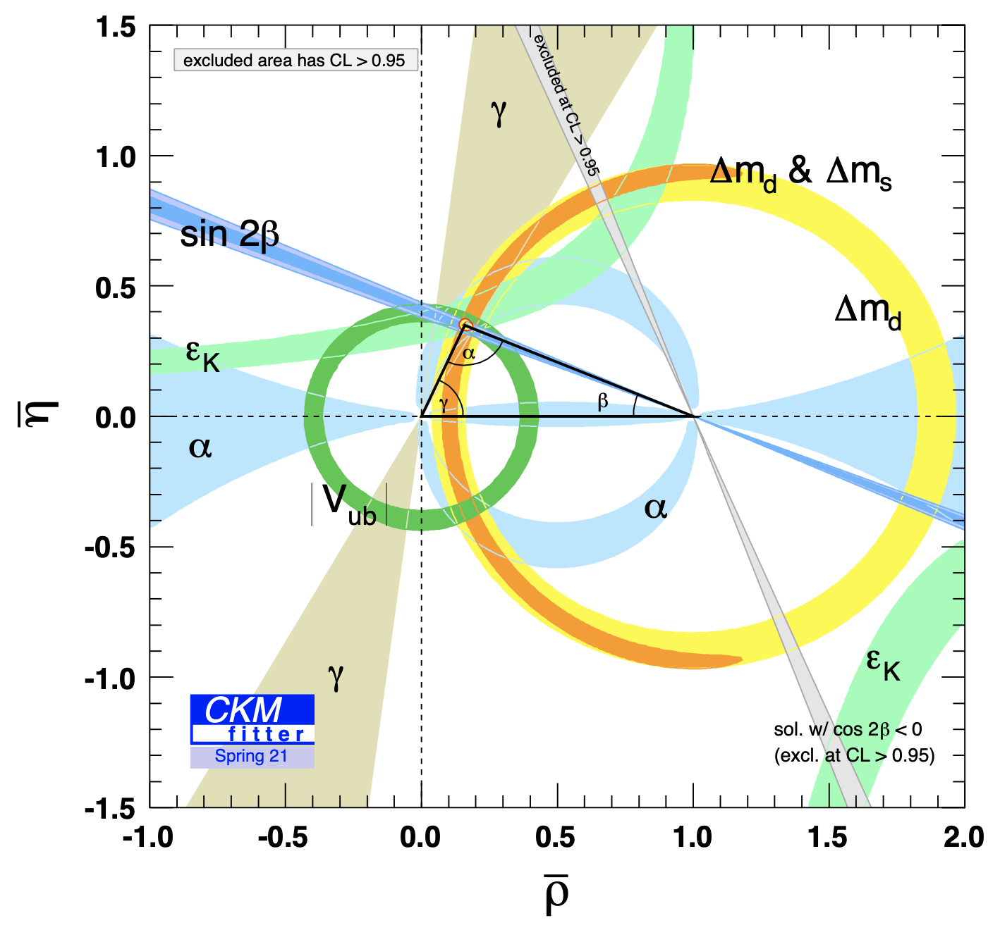 1.5
excluded area has CL > 0.95
γ
excluded at CL > 0.95
1.0
Δm_d & Δm_s
sin 2β
0.5
Δm_d
ε_K
α
γ
β
0.0
α
|V_ub|
α
-0.5
γ
-1.0
ε_K
CKM
fitter
Spring 21
sol. w/ cos 2β < 0
(excl. at CL > 0.95)
-1.5
-1.0 -0.5 0.0 0.5 1.0 1.5 2.0
η̅
ρ̅